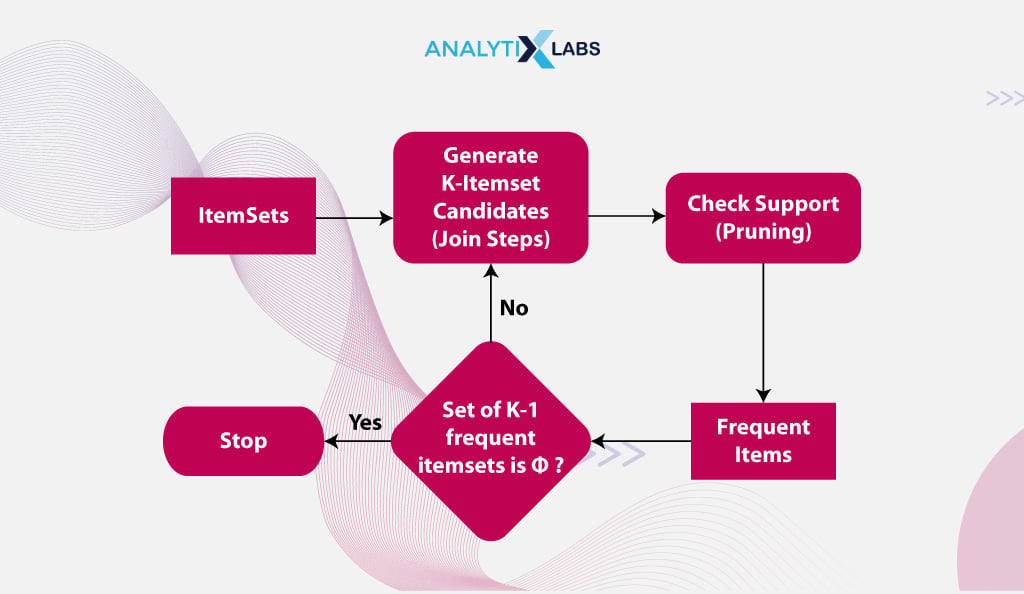 ANALYTIX LABS
ItemSets
Generate
K-Itemset
Candidates
(Join Steps)
Check Support
(Pruning)
No
Stop
Yes
Set of K-1
frequent
itemsets is Φ ?
Frequent
Items